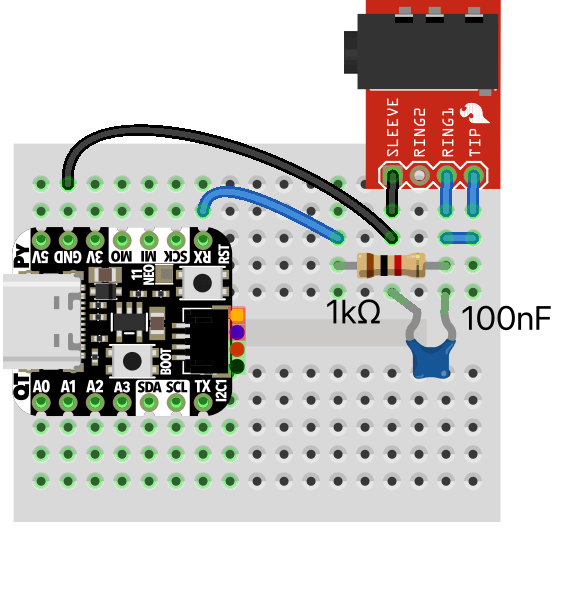 SLEEVE
RING2
RING1
TIP
PY
5V GND 3V MO MI SCK RX
RST
11
NEO
1kΩ
100nF
BOOT
QT
A0 A1 A2 A3 SDA SCL TX
I2C1